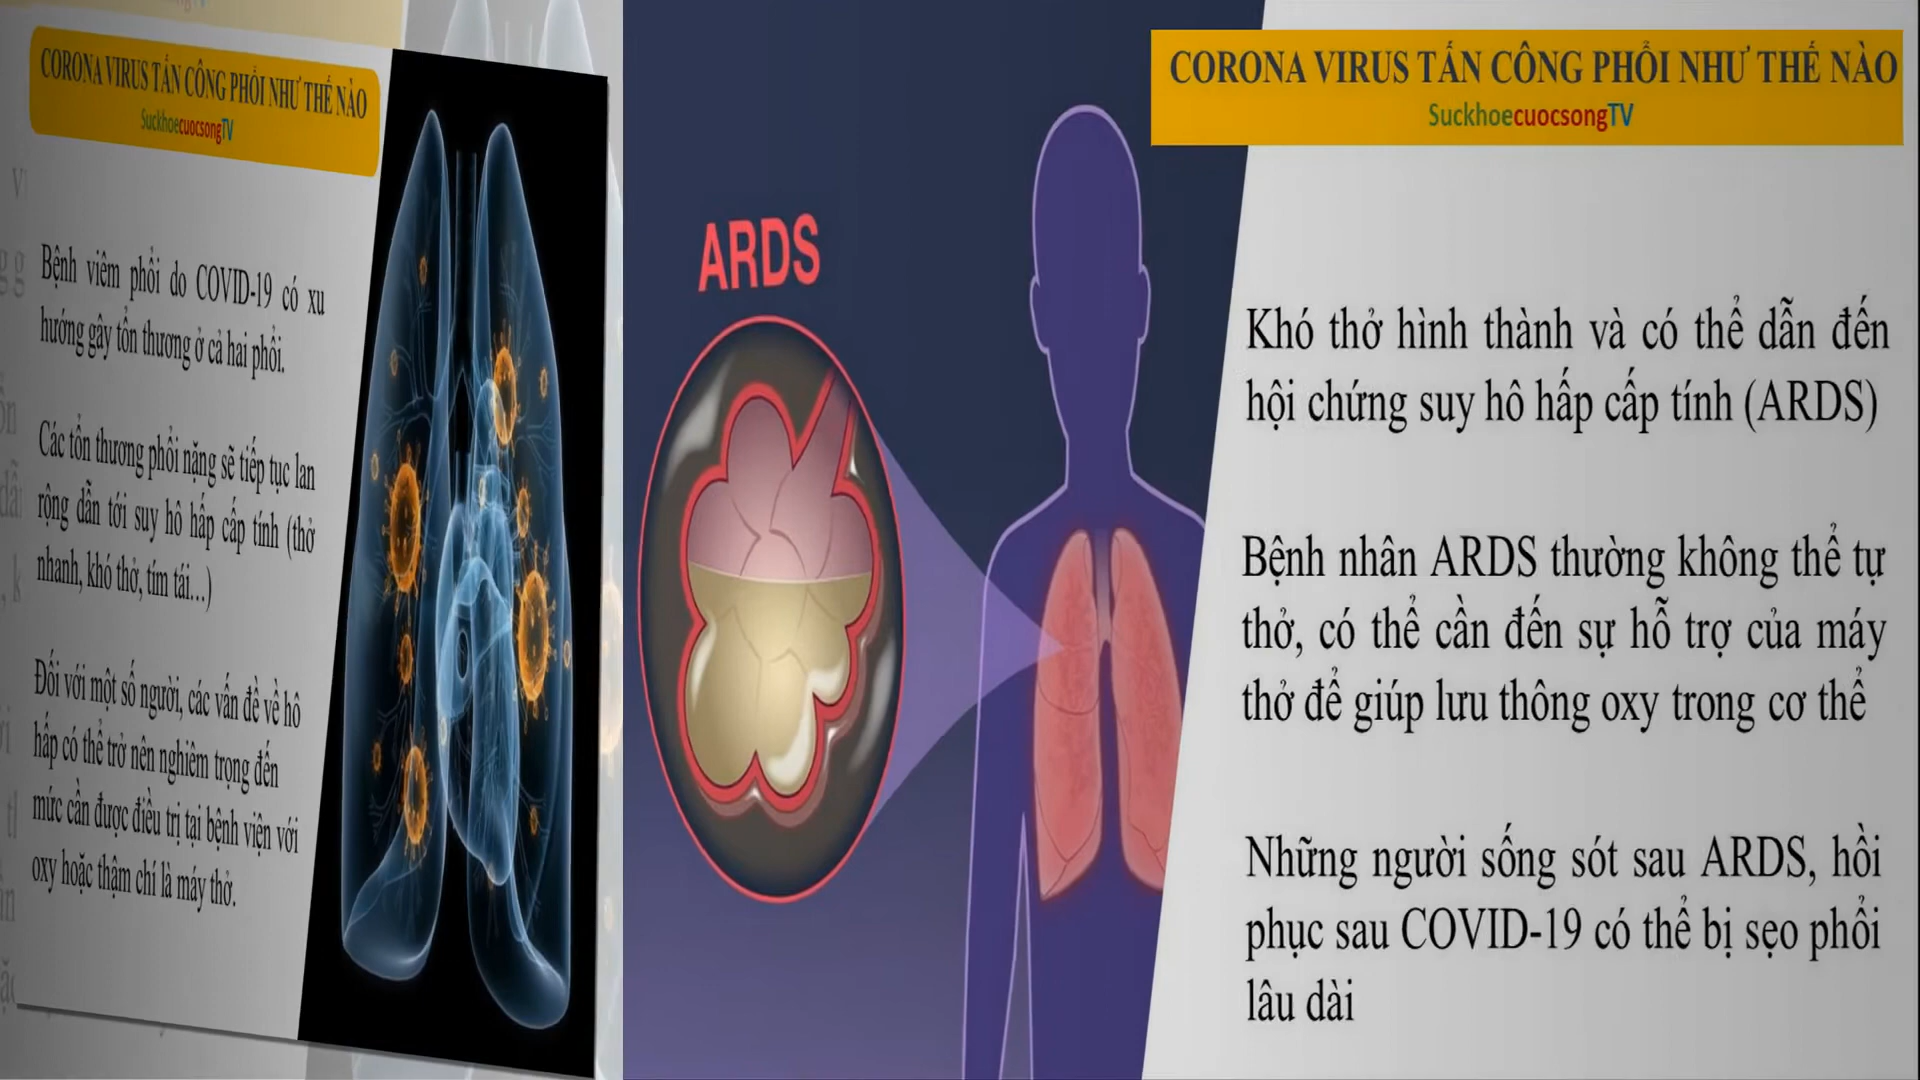 CORONA VIRUS TẤN CÔNG PHỔI NHƯ THẾ NÀO
SuckhoecuocsongTV
Bệnh viêm phổi do COVID-19 có xu
hướng gây tổn thương ở cả hai phổi.
Các tổn thương phổi nặng sẽ tiếp tục lan
rộng dẫn tới suy hô hấp cấp tính (thở
nhanh, khó thở, tím tái...)
Đối với một số người, các vấn đề về hô
hấp có thể trở nên nghiêm trọng đến
mức cần được điều trị tại bệnh viện với
oxy hoặc thậm chí là máy thở.
ARDS
CORONA VIRUS TẤN CÔNG PHỔI NHƯ THẾ NÀO
SuckhoecuocsongTV
Khó thở hình thành và có thể dẫn đến
hội chứng suy hô hấp cấp tính (ARDS)
Bệnh nhân ARDS thường không thể tự
thở, có thể cần đến sự hỗ trợ của máy
thở để giúp lưu thông oxy trong cơ thể
Những người sống sót sau ARDS, hồi
phục sau COVID-19 có thể bị sẹo phổi
lâu dài